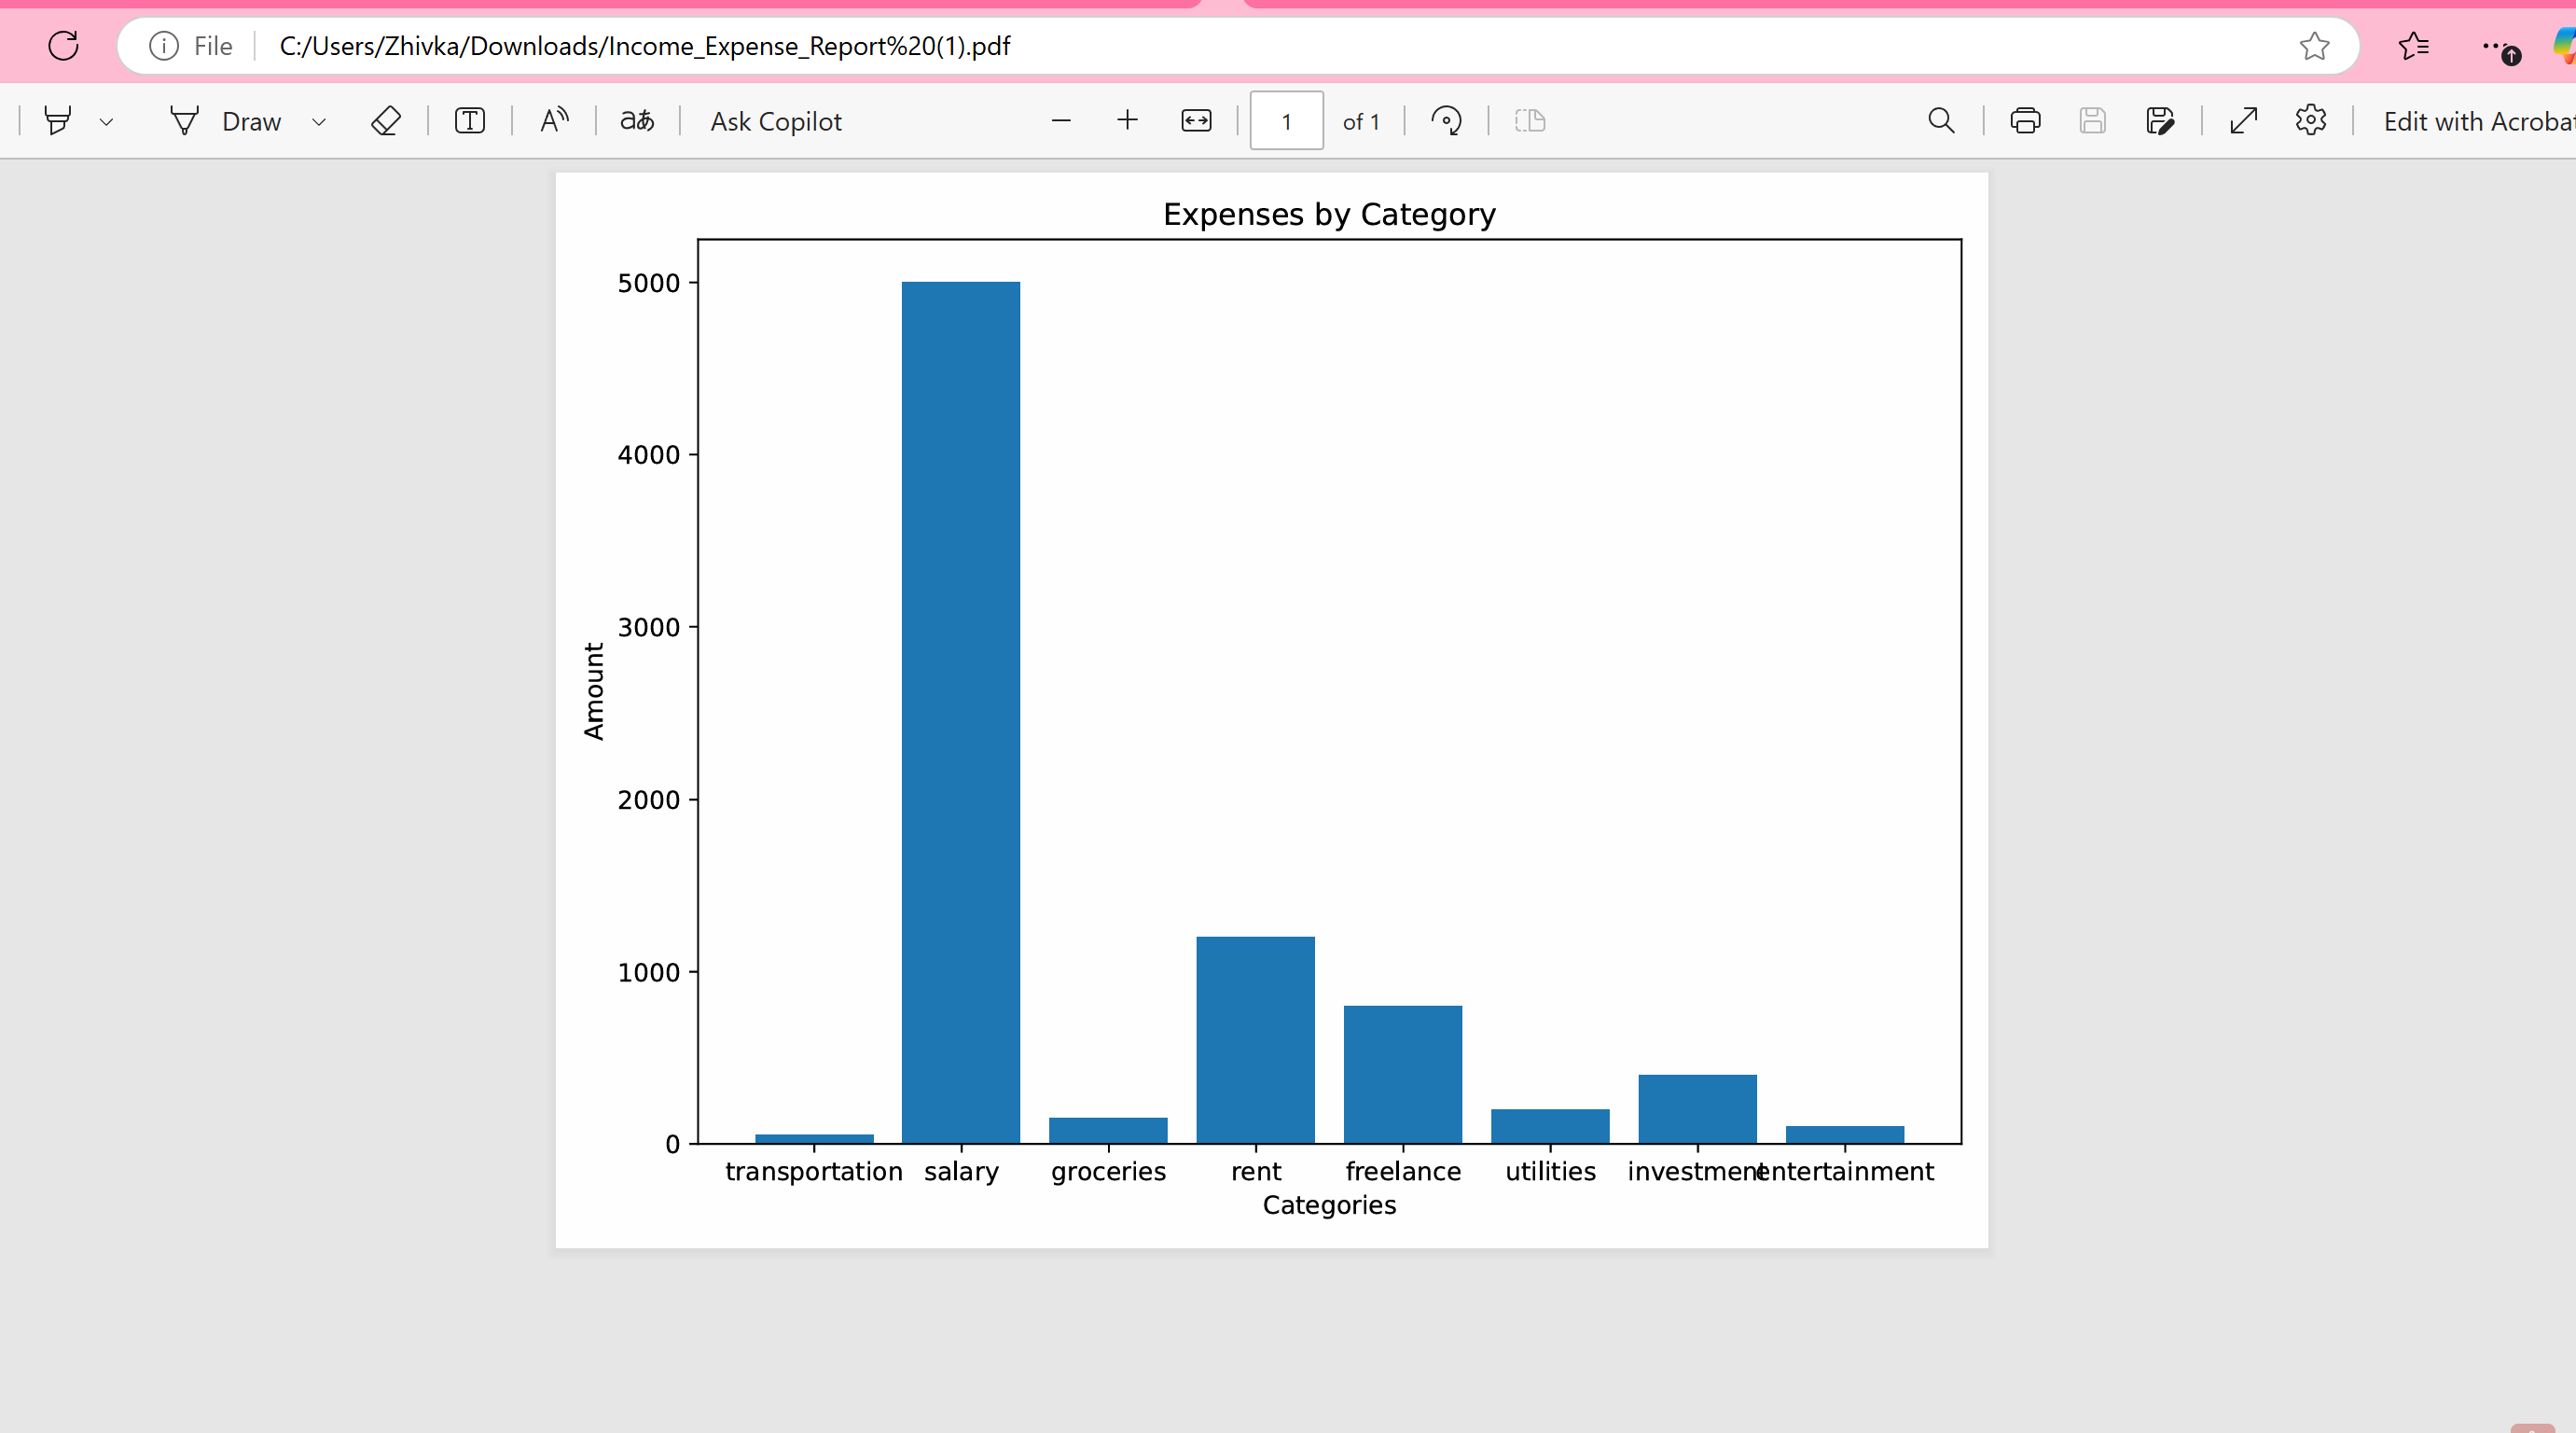 File C:/Users/Zhivka/Downloads/Income_Expense_Report%20(1).pdf
Draw Ask Copilot 1 of 1 Edit with Acrobat
Expenses by Category
5000
4000
3000
2000
1000
0
Amount
transportation salary groceries rent freelance utilities investment entertainment
Categories